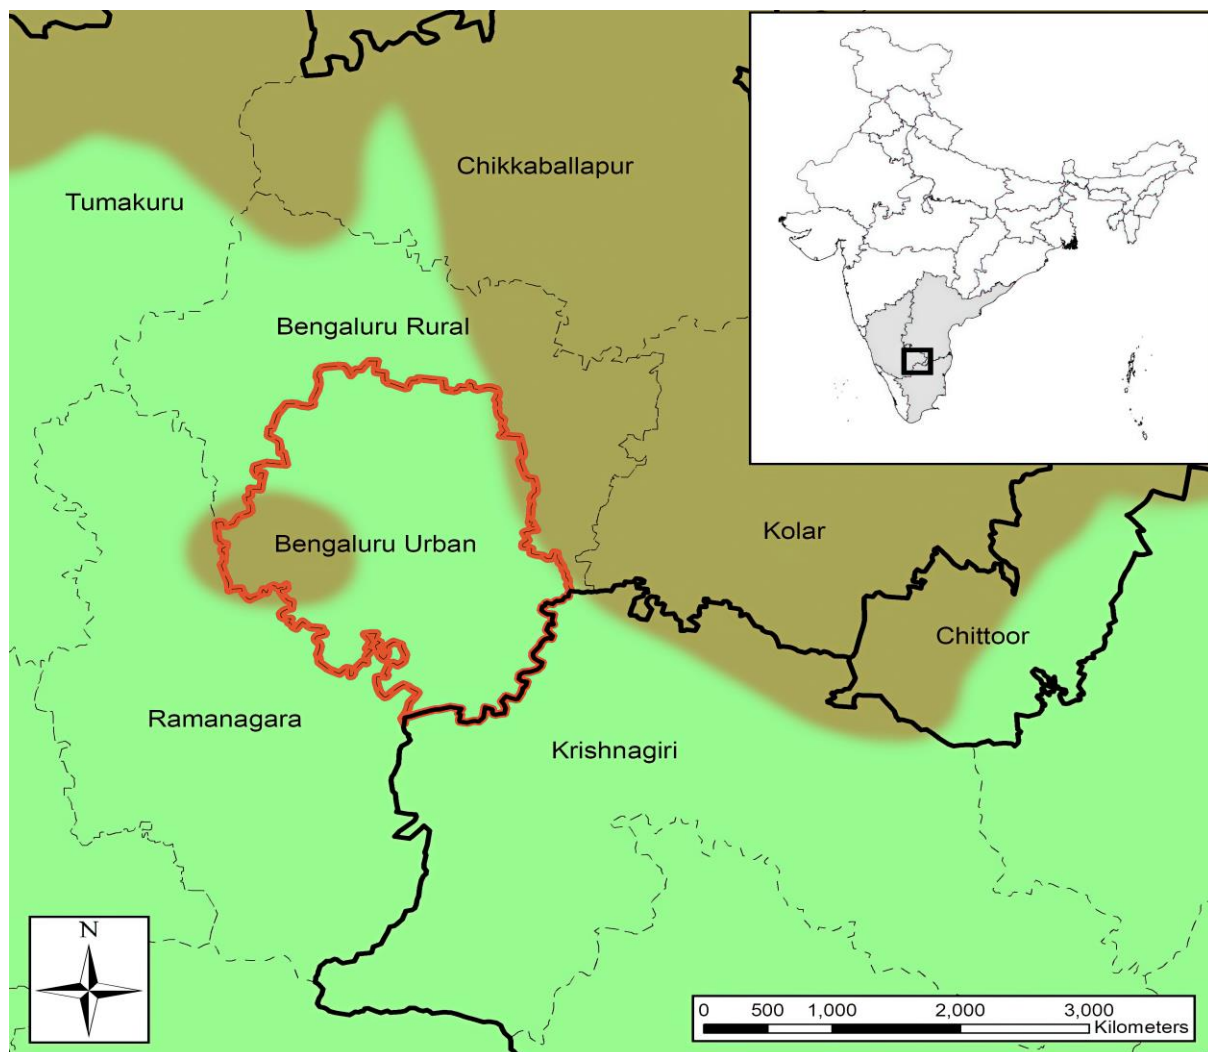 Chikkaballapur
Tumakuru
Bengaluru Rural
Kolar
Bengaluru Urban
Chittoor
Ramanagara
Krishnagiri
N
0 500 1,000 2,000 3,000
Kilometers